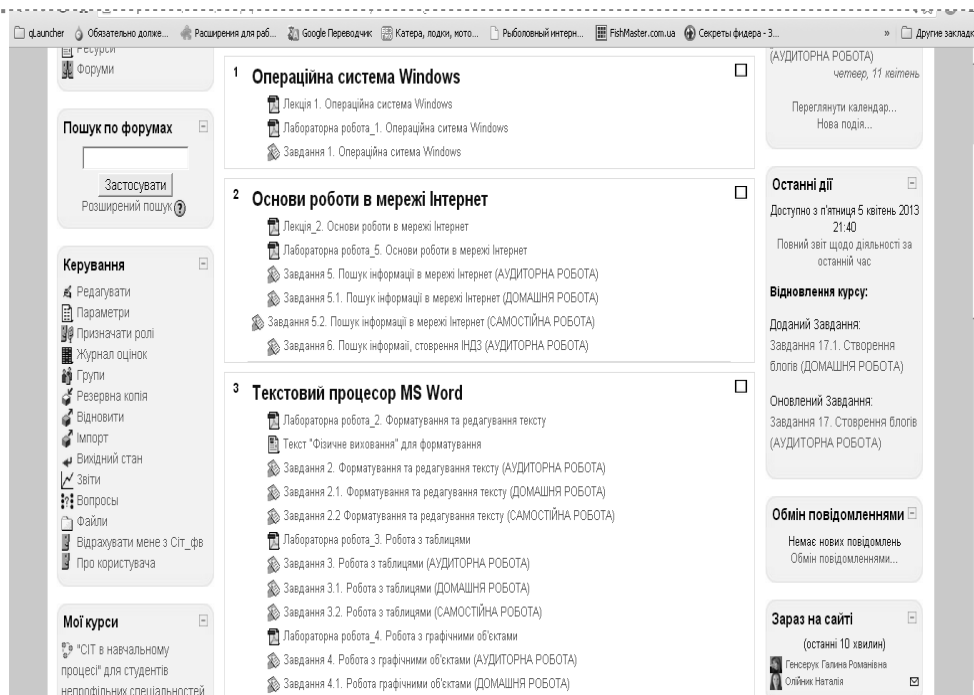 qLauncher
Обязательно долже...
Расширения для раб...
Google Переводчик
Катера, лодки, мото...
Рыболовный интерн...
FishMaster.com.ua
Секреты фидера - З...
»
Другие закладк
Ресурси
Форуми
Пошук по форумах
Застосувати
Розширений пошук
Керування
Редагувати
Параметри
Призначати ролі
Журнал оцінок
Групи
Резервна копія
Відновити
Імпорт
Вихідний стан
Звіти
Вопросы
Файли
Відрахувати мене з Сіт_фв
Про користувача
Мої курси
"СІТ в навчальному
процесі" для студентів
непрофільних спеціальностей
1 Операційна система Windows
Лекція 1. Операційна система Windows
Лабораторна робота_1. Операційна ситема Windows
Завдання 1. Операційна ситема Windows
2 Основи роботи в мережі Інтернет
Лекція_2. Основи роботи в мережі Інтернет
Лабораторна робота_5. Основи роботи в мережі Інтернет
Завдання 5. Пошук інформації в мережі Інтернет (АУДИТОРНА РОБОТА)
Завдання 5.1. Пошук інформації в мережі Інтернет (ДОМАШНЯ РОБОТА)
Завдання 5.2. Пошук інформації в мережі Інтернет (САМОСТІЙНА РОБОТА)
Завдання 6. Пошук інформаії, стоврення ІНДЗ (АУДИТОРНА РОБОТА)
3 Текстовий процесор MS Word
Лабораторна робота_2. Форматування та редагування тексту
Текст "Фізичне виховання" для форматування
Завдання 2. Форматування та редагування тексту (АУДИТОРНА РОБОТА)
Завдання 2.1. Форматування та редагування тексту (ДОМАШНЯ РОБОТА)
Завдання 2.2 Форматування та редагування тексту (САМОСТІЙНА РОБОТА)
Лабораторна робота_3. Робота з таблицями
Завдання 3. Робота з таблицями (АУДИТОРНА РОБОТА)
Завдання 3.1. Робота з таблицями (ДОМАШНЯ РОБОТА)
Завдання 3.2. Робота з таблицями (САМОСТІЙНА РОБОТА)
Лабораторна робота_4. Робота з графічними об'єктами
Завдання 4. Робота з графічними об'єктами (АУДИТОРНА РОБОТА)
Завдання 4.1. Робота графічними об'єктами (ДОМАШНЯ РОБОТА)
(АУДИТОРНА РОБОТА)
четвер, 11 квітень
Переглянути календар...
Нова подія...
Останні дії
Доступно з п'ятниця 5 квітень 2013
21:40
Повний звіт щодо діяльності за
останній час
Відновлення курсу:
Доданий Завдання:
Завдання 17.1. Створення
блогів (ДОМАШНЯ РОБОТА)
Оновлений Завдання:
Завдання 17. Стоврення блогів
(АУДИТОРНА РОБОТА)
Обмін повідомленнями
Немає нових повідомлень
Обмін повідомленнями...
Зараз на сайті
(останні 10 хвилин)
Генсерук Галина Романівна
Олійник Наталія